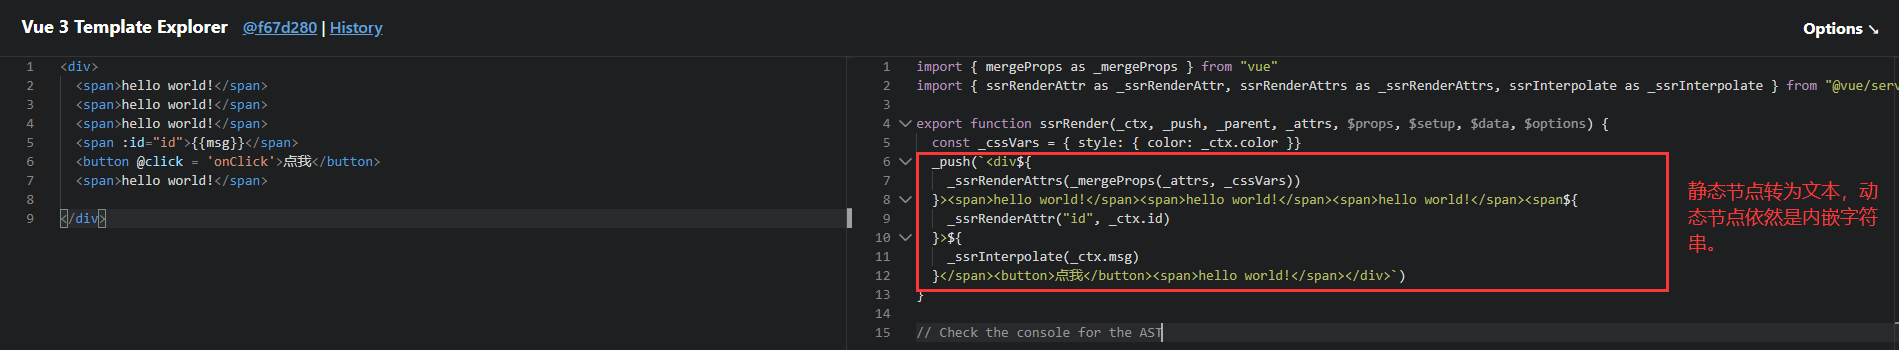 Vue 3 Template Explorer @f67d280 | History
Options ↘
1 <div>
2 <span>hello world!</span>
3 <span>hello world!</span>
4 <span>hello world!</span>
5 <span :id="id">{{msg}}</span>
6 <button @click = 'onClick'>点我</button>
7 <span>hello world!</span>
8
9 </div>
1 import { mergeProps as _mergeProps } from "vue"
2 import { ssrRenderAttr as _ssrRenderAttr, ssrRenderAttrs as _ssrRenderAttrs, ssrInterpolate as _ssrInterpolate } from "@vue/serv
3
4 export function ssrRender(_ctx, _push, _parent, _attrs, $props, $setup, $data, $options) {
5 const _cssVars = { style: { color: _ctx.color }}
6 _push(`<div${
7 _ssrRenderAttrs(_mergeProps(_attrs, _cssVars))
8 }><span>hello world!</span><span>hello world!</span><span>hello world!</span><span${
9 _ssrRenderAttr("id", _ctx.id)
10 }>${
11 _ssrInterpolate(_ctx.msg)
12 }</span><button>点我</button><span>hello world!</span></div>`)
13 }
14
15 // Check the console for the AST
静态节点转为文本，动
态节点依然是内嵌字符
串。